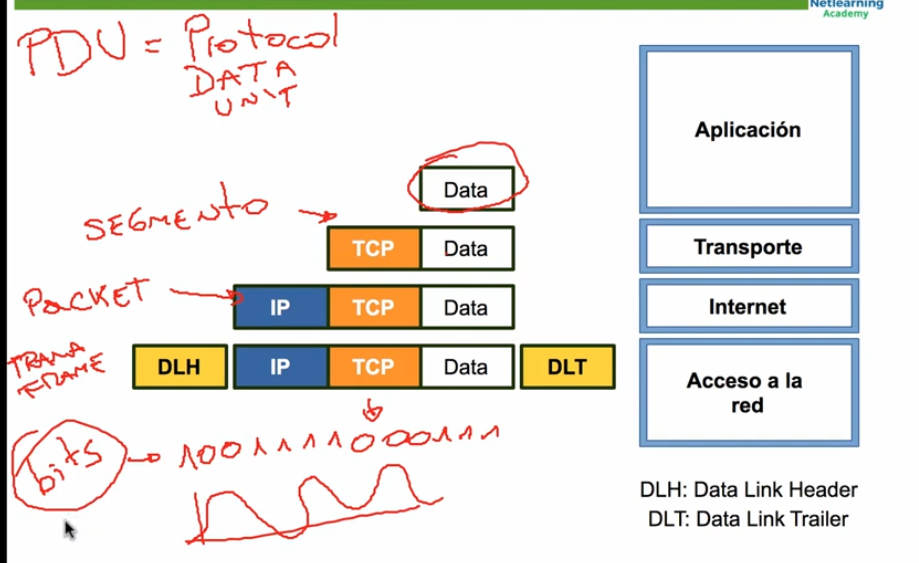 Netlearning
Academy
PDU = Protocol
DATA
UNIT
Aplicación
Data
SEGMENTO
TCP Data
Transporte
PACKET
IP TCP Data
Internet
TRAMA
FRAME
DLH IP TCP Data DLT
Acceso a la
red
bits
1001111000111
DLH: Data Link Header
DLT: Data Link Trailer